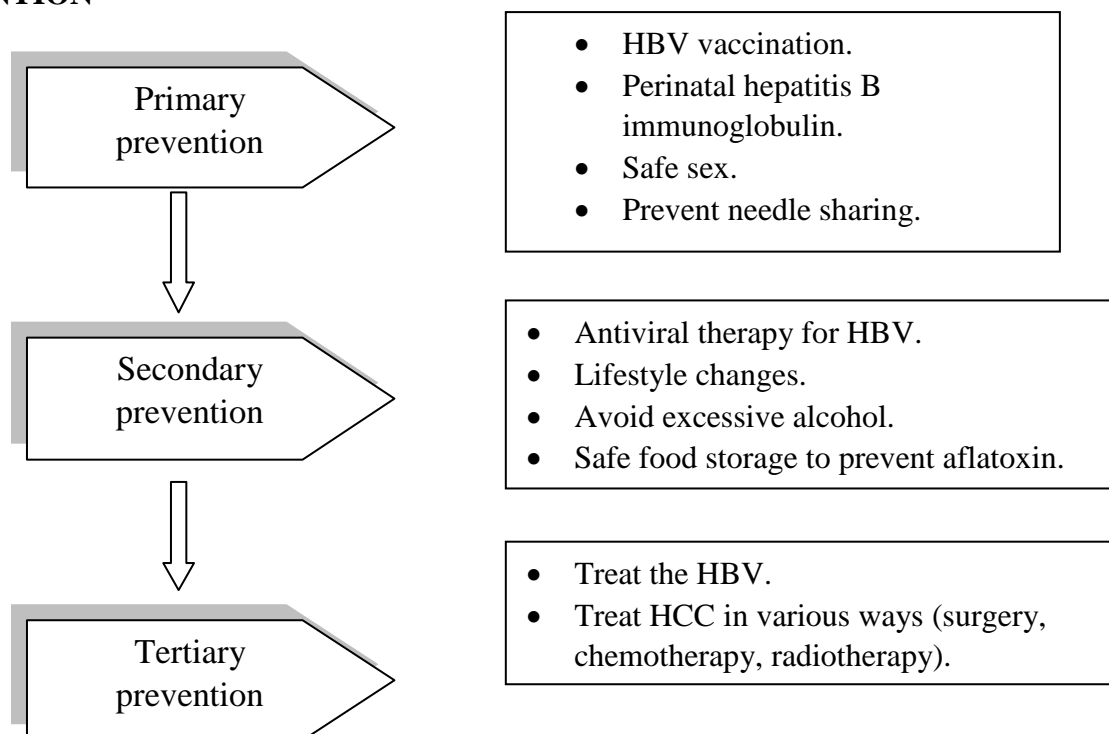 Primary
prevention
• HBV vaccination.
• Perinatal hepatitis B
immunoglobulin.
• Safe sex.
• Prevent needle sharing.
Secondary
prevention
• Antiviral therapy for HBV.
• Lifestyle changes.
• Avoid excessive alcohol.
• Safe food storage to prevent aflatoxin.
Tertiary
prevention
• Treat the HBV.
• Treat HCC in various ways (surgery,
chemotherapy, radiotherapy).